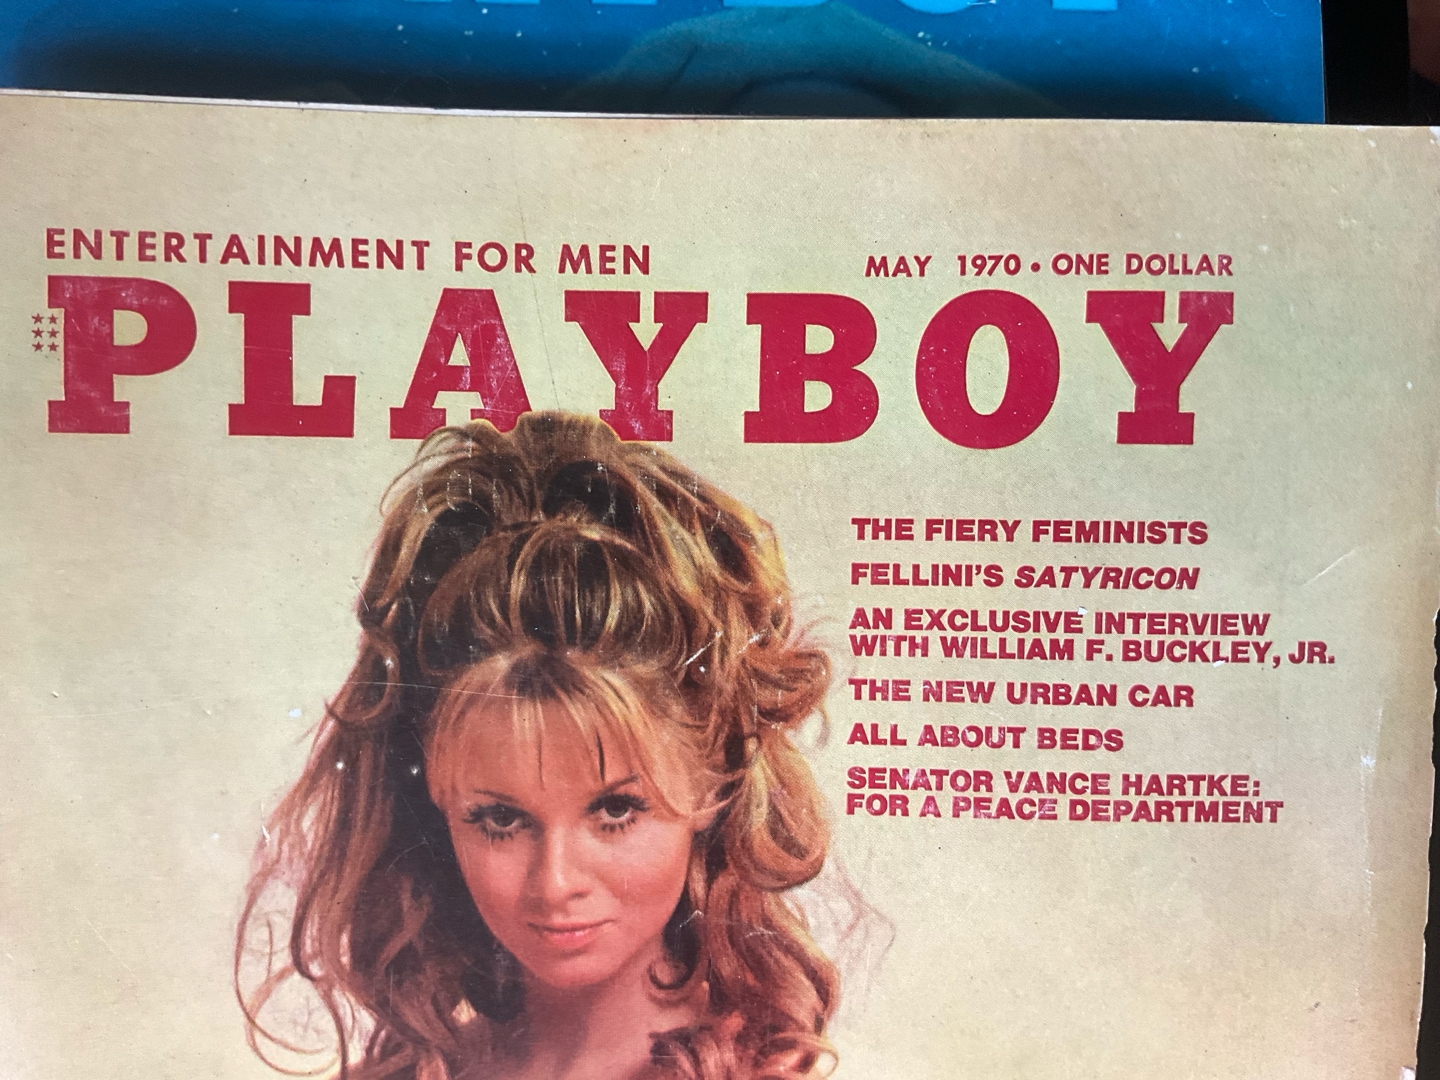 ENTERTAINMENT FOR MEN
MAY 1970 • ONE DOLLAR
PLAYBOY
THE FIERY FEMINISTS
FELLINI'S SATYRICON
AN EXCLUSIVE INTERVIEW
WITH WILLIAM F. BUCKLEY, JR.
THE NEW URBAN CAR
ALL ABOUT BEDS
SENATOR VANCE HARTKE:
FOR A PEACE DEPARTMENT